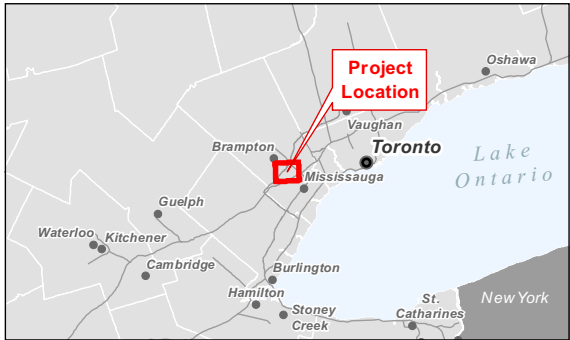 Oshawa
Project
Location
Vaughan
Brampton
Toronto
Lake
Ontario
Mississauga
Guelph
Waterloo
Kitchener
Cambridge
Burlington
Hamilton
Stoney
Creek
St.
Catharines
New York